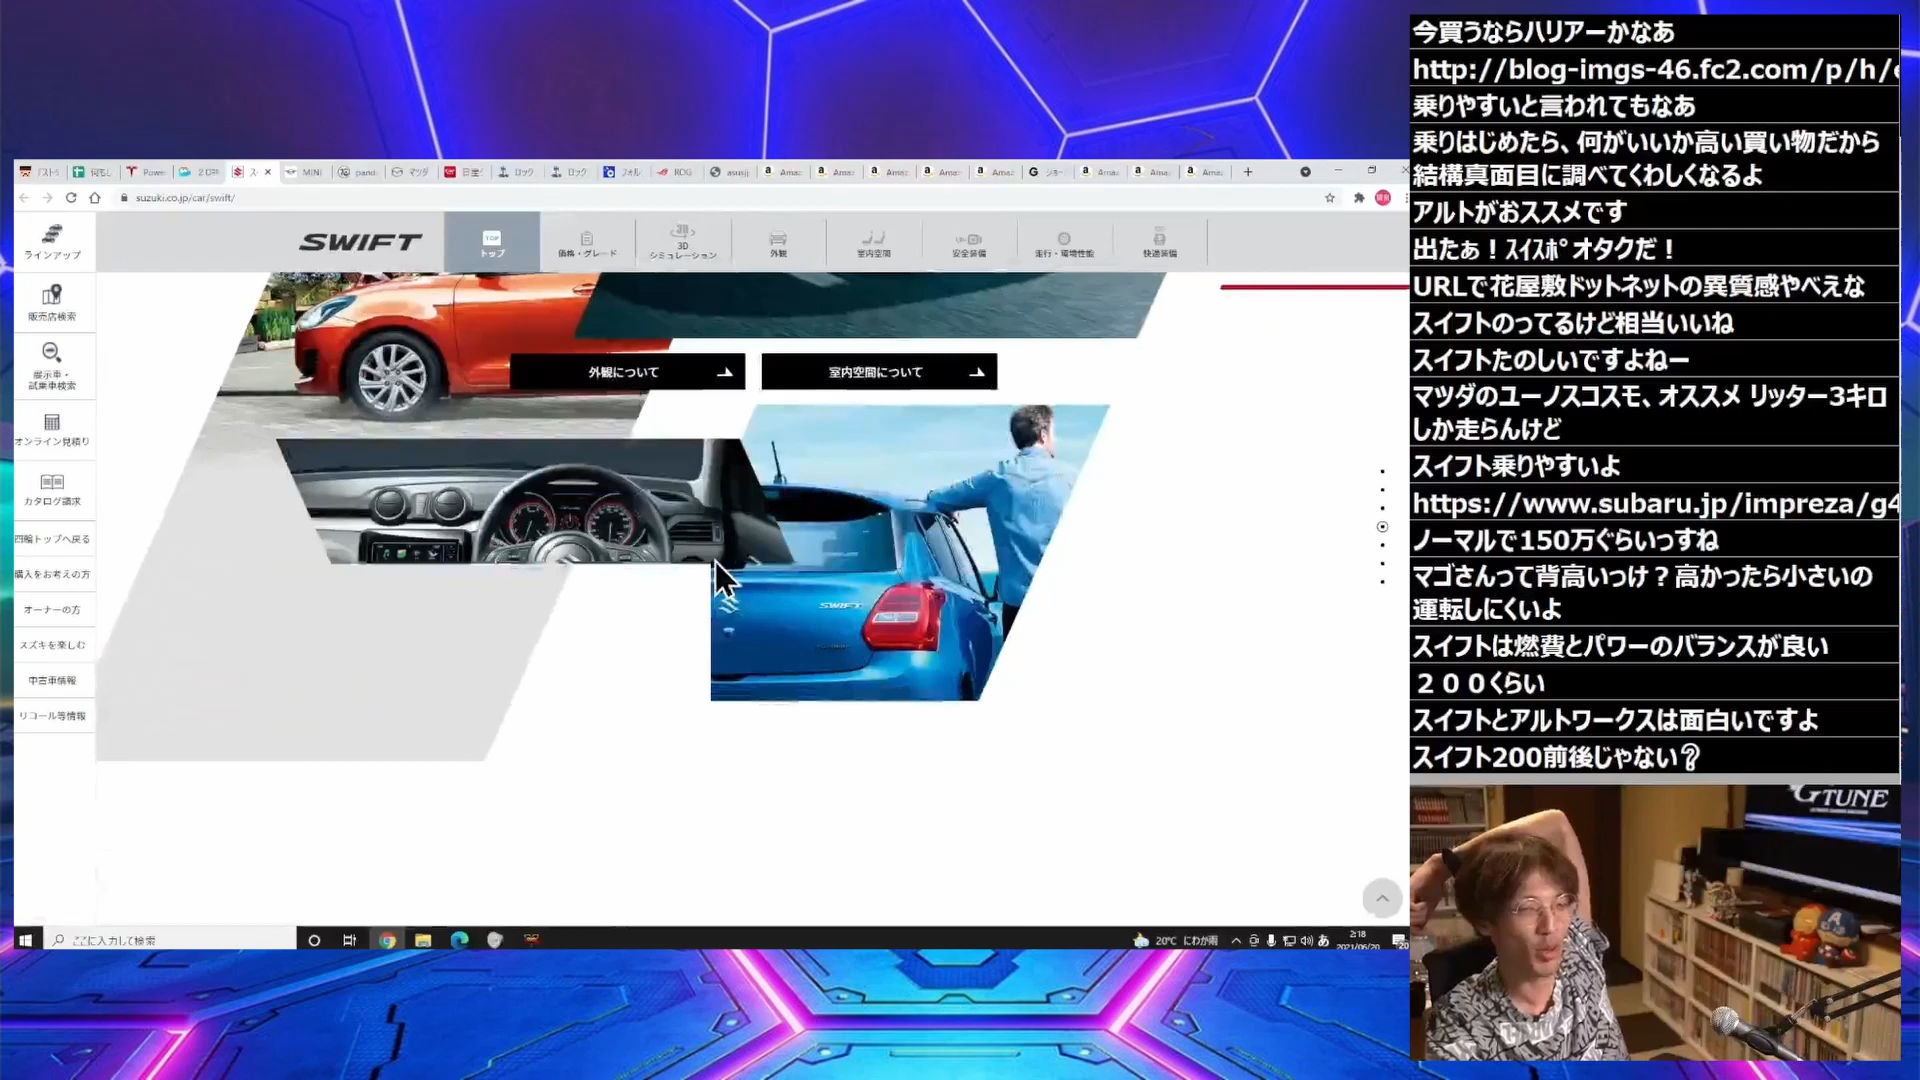 MINI
マツダ
suzuki.co.jp/car/swift/
ラインアップ
販売店検索
展示車・
試乗車検索
オンライン見積り
カタログ請求
四輪トップへ戻る
購入をお考えの方
オーナーの方
スズキを楽しむ
中古車情報
リコール等情報
SWIFT
TOP
トップ
価格・グレード
3D
シミュレーション
外観
室内空間
安全装備
走行・環境性能
快適装備
外観について
室内空間について
SWIFT
ここに入力して検索
20℃ にわか雨
あ
2:18
2021/06/20
今買うならハリアーかなあ
http://blog-imgs-46.fc2.com/p/h/
乗りやすいと言われてもなあ
乗りはじめたら、何がいいか高い買い物だから
結構真面目に調べてくわしくなるよ
アルトがおススメです
出たぁ！ｽｲｽﾎﾟオタクだ！
URLで花屋敷ドットネットの異質感やべえな
スイフトのってるけど相当いいね
スイフトたのしいですよねー
マツダのユーノスコスモ、オススメ リッター3キロ
しか走らんけど
スイフト乗りやすいよ
https://www.subaru.jp/impreza/g4
ノーマルで150万ぐらいっすね
マゴさんって背高いっけ？高かったら小さいの
運転しにくいよ
スイフトは燃費とパワーのバランスが良い
２００くらい
スイフトとアルトワークスは面白いですよ
スイフト200前後じゃない？
GTUNE